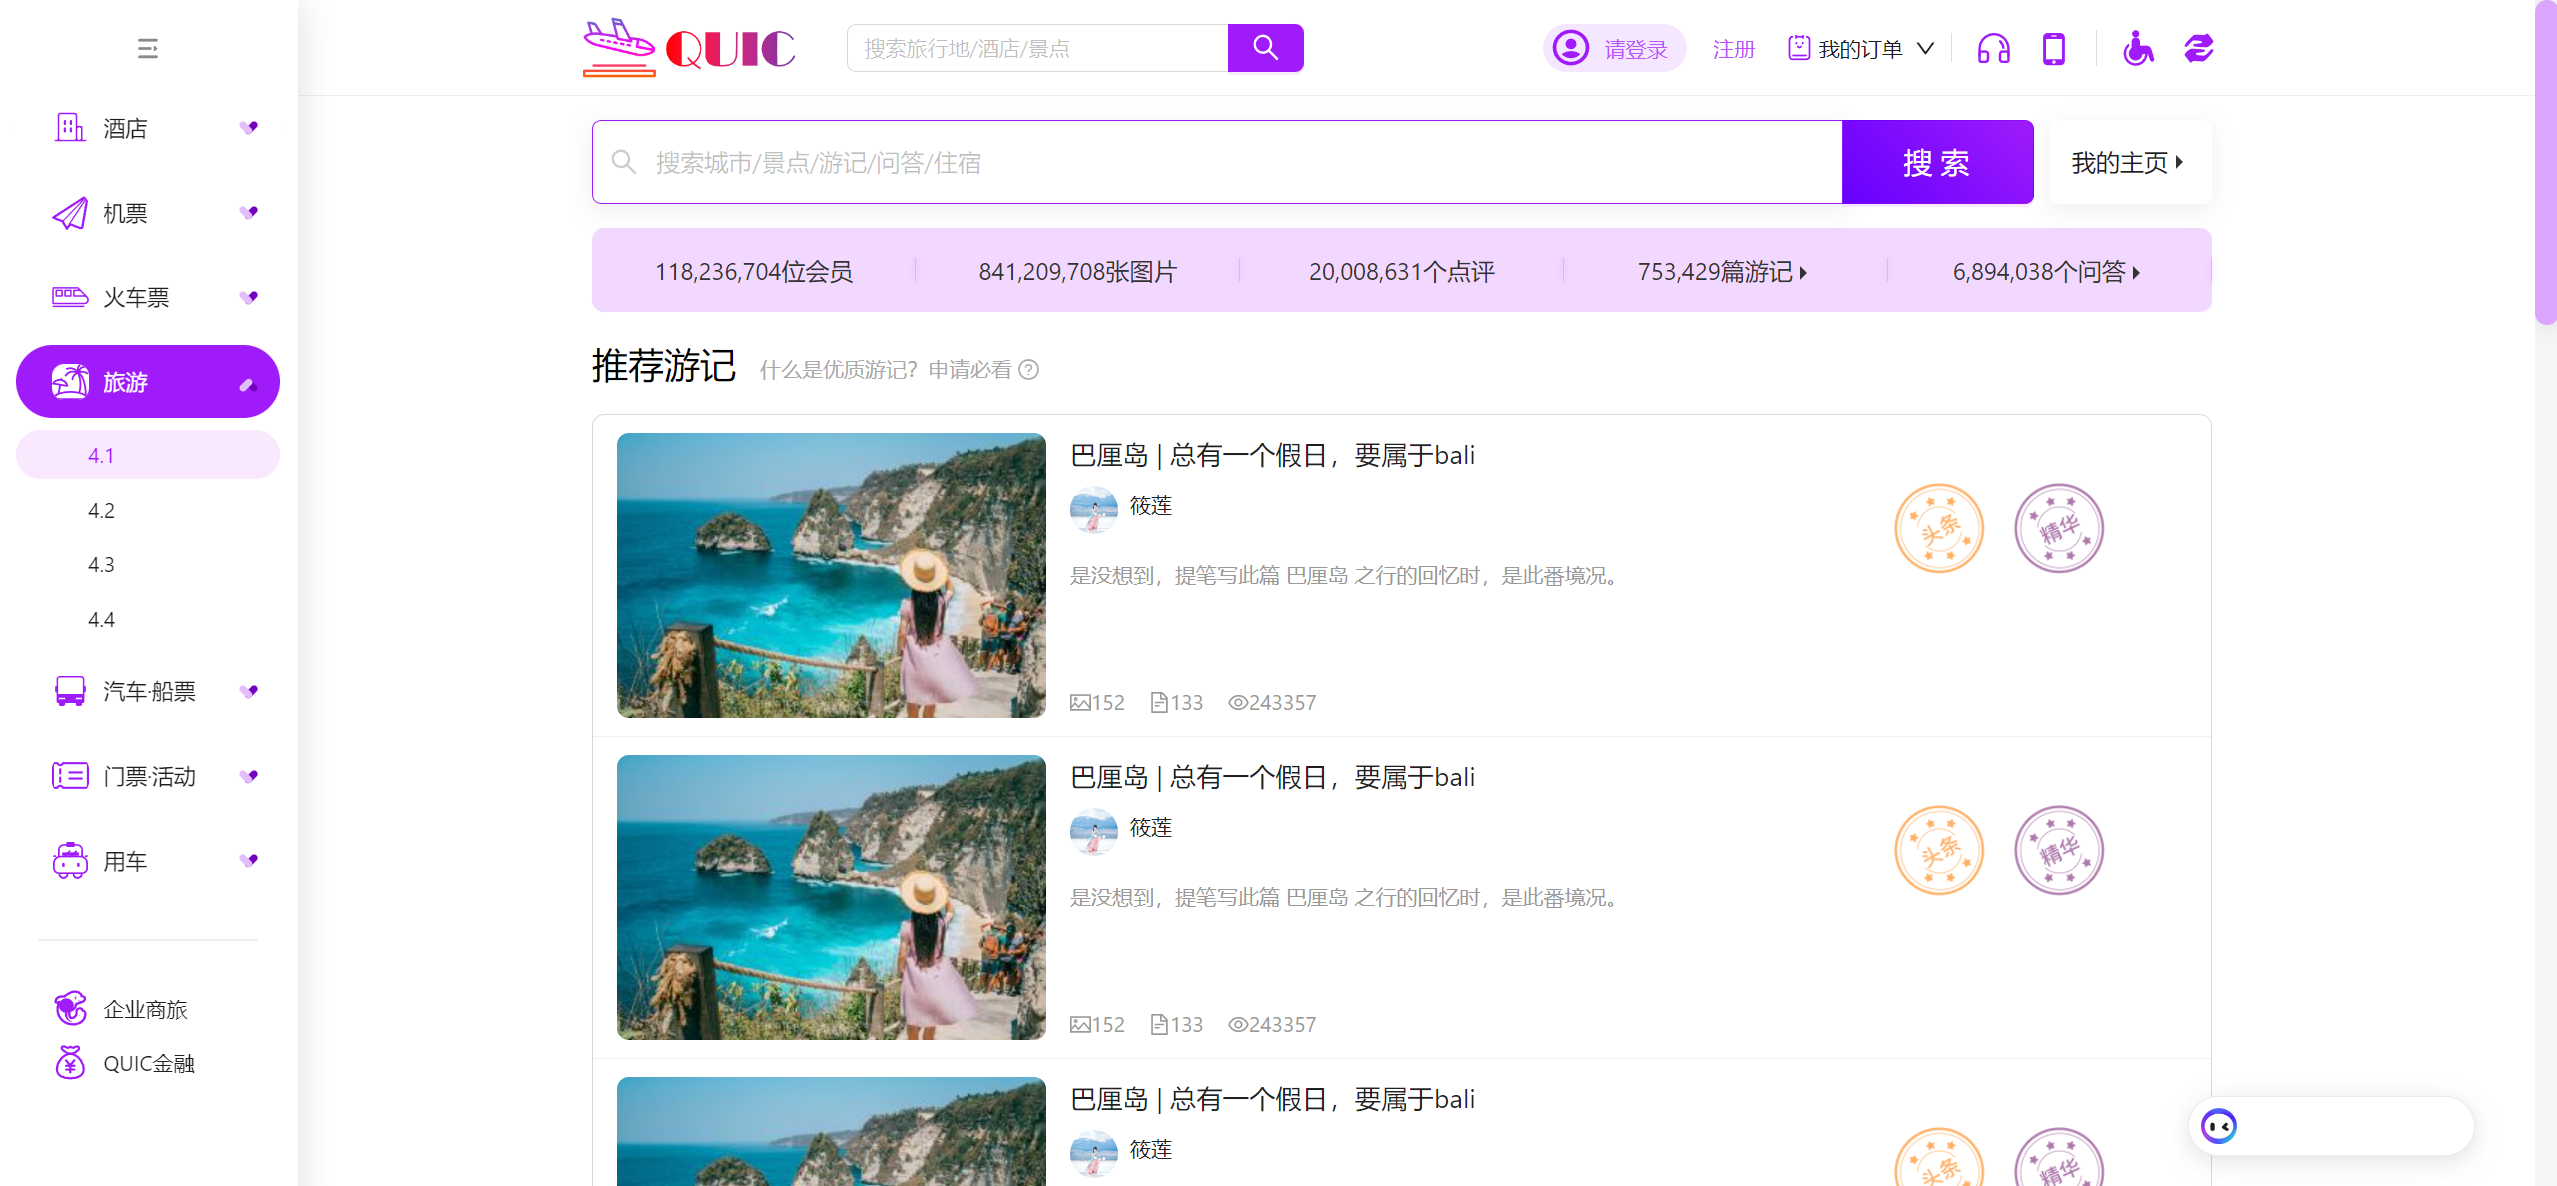 QUIC
搜索旅行地/酒店/景点
请登录
注册
我的订单
酒店
机票
火车票
旅游
4.1
4.2
4.3
4.4
汽车·船票
门票·活动
用车
企业商旅
QUIC金融
搜索城市/景点/游记/问答/住宿
搜 索
我的主页
118,236,704位会员
841,209,708张图片
20,008,631个点评
753,429篇游记
6,894,038个问答
推荐游记
什么是优质游记？申请必看
巴厘岛 | 总有一个假日，要属于bali
筱莲
头条
精华
是没想到，提笔写此篇 巴厘岛 之行的回忆时，是此番境况。
152
133
243357
巴厘岛 | 总有一个假日，要属于bali
筱莲
头条
精华
是没想到，提笔写此篇 巴厘岛 之行的回忆时，是此番境况。
152
133
243357
巴厘岛 | 总有一个假日，要属于bali
筱莲
头条
精华